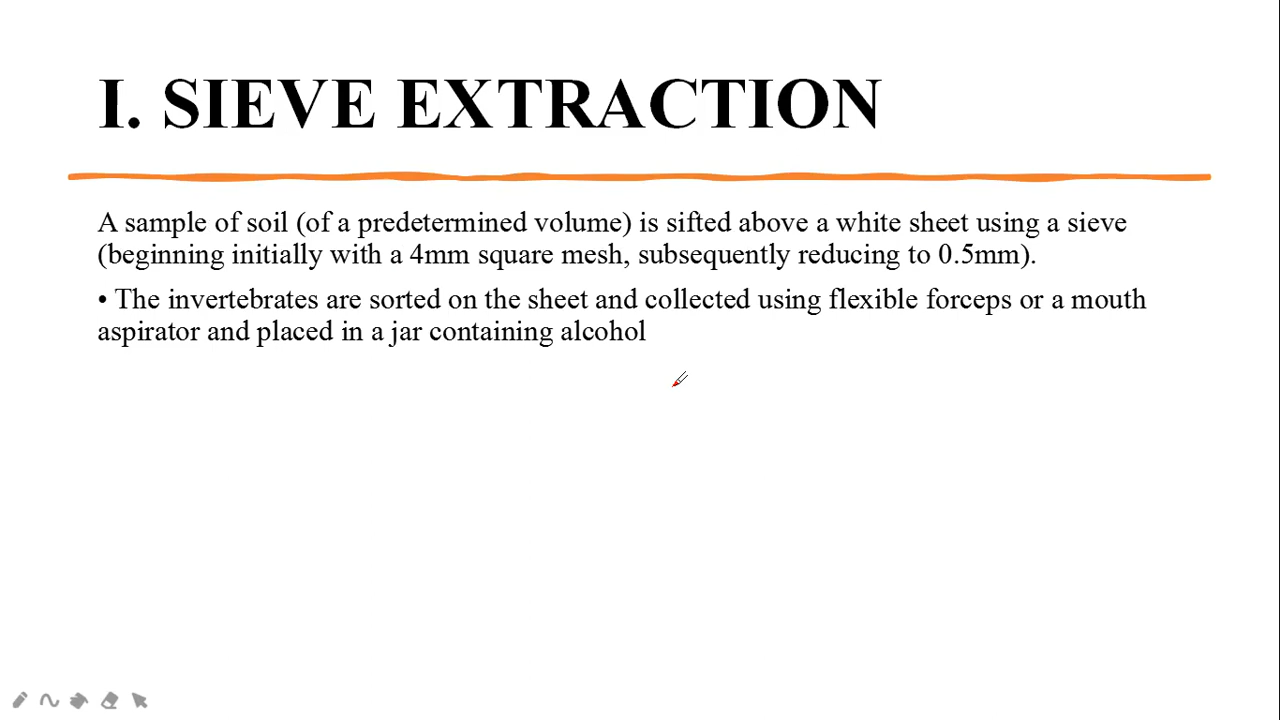 I. SIEVE EXTRACTION
A sample of soil (of a predetermined volume) is sifted above a white sheet using a sieve
(beginning initially with a 4mm square mesh, subsequently reducing to 0.5mm).
• The invertebrates are sorted on the sheet and collected using flexible forceps or a mouth
aspirator and placed in a jar containing alcohol